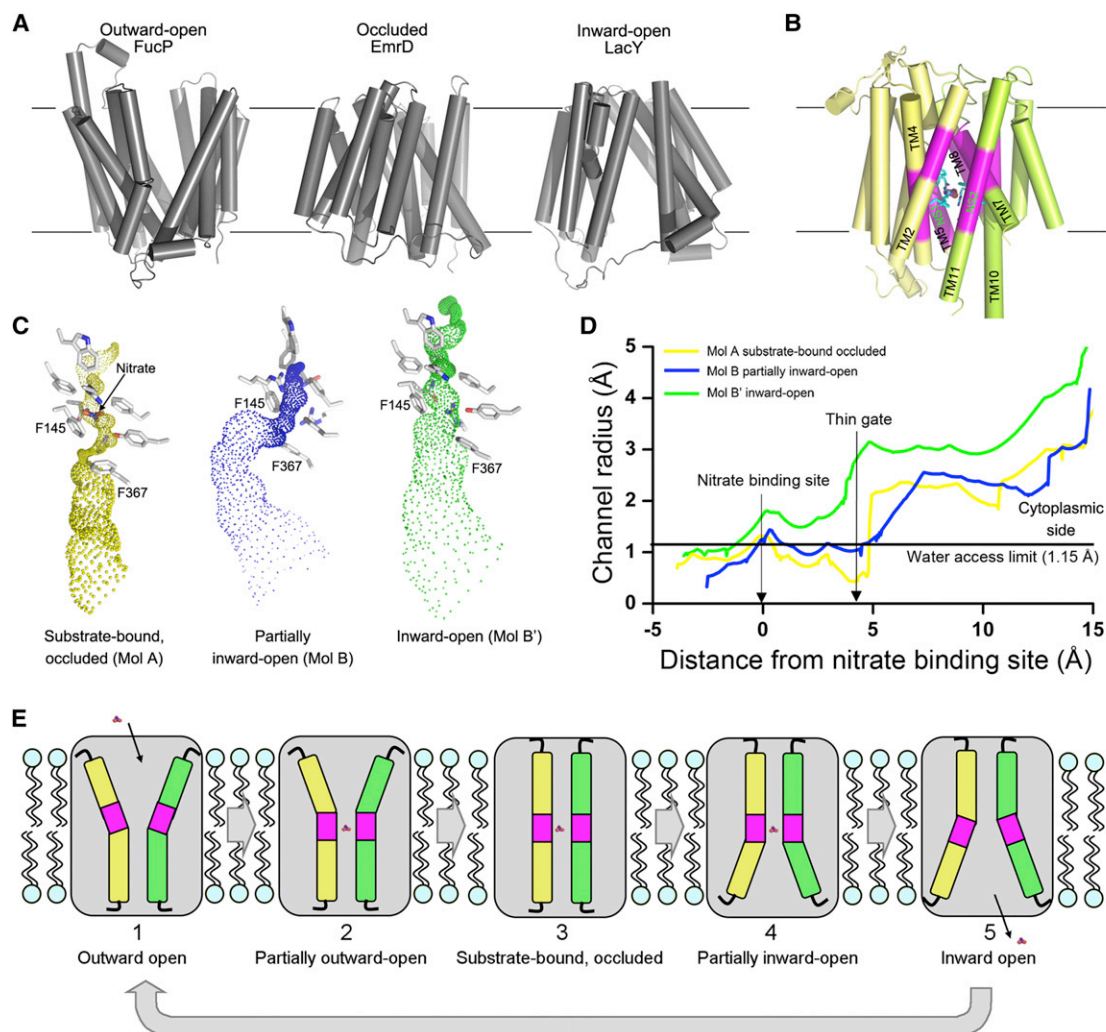 A
Outward-open
FucP
Occluded
EmrD
Inward-open
LacY
B
TM4
TM8
TM5
TM7
TM2
TM11
TM10
C
Nitrate
F145
F367
Substrate-bound,
occluded (Mol A)
F145
F367
Partially
inward-open (Mol B)
F145
F367
Inward-open (Mol B')
D
Channel radius (Å)
5
4
3
2
1
0
Mol A substrate-bound occluded
Mol B partially inward-open
Mol B' inward-open
Thin gate
Nitrate binding site
Cytoplasmic
side
Water access limit (1.15 Å)
-5 0 5 10 15
Distance from nitrate binding site (Å)
E
1
Outward open
2
Partially outward-open
3
Substrate-bound, occluded
4
Partially inward-open
5
Inward open